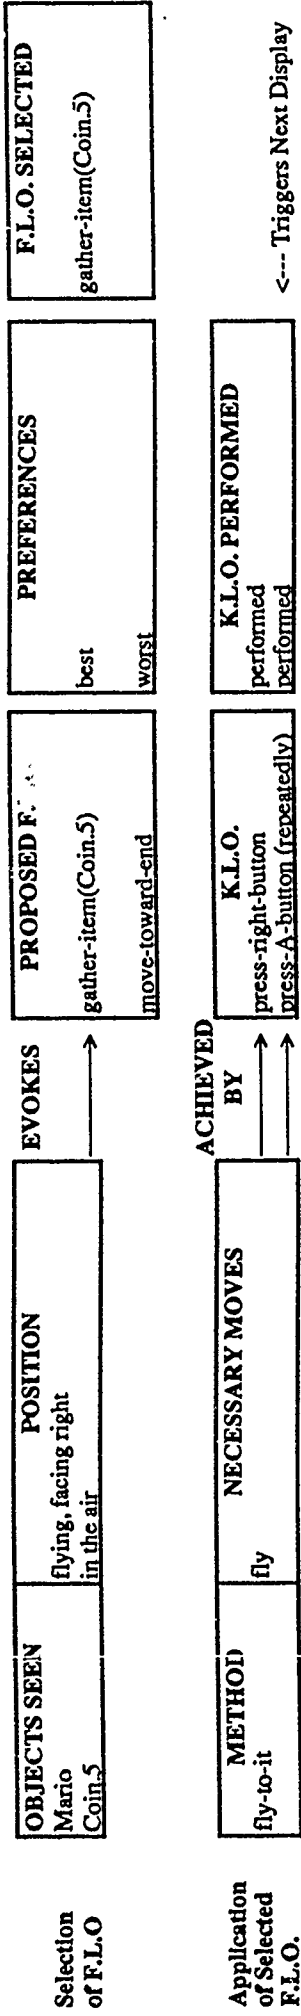 Selection
of F.L.O
OBJECTS SEEN
Mario
Coin.5
POSITION
flying, facing right
in the air
EVOKES
PROPOSED F.
gather-item(Coin.5)
move-toward-end
PREFERENCES
best
worst
F.L.O. SELECTED
gather-item(Coin.5)
Application
of Selected
F.L.O.
METHOD
fly-to-it
NECESSARY MOVES
fly
ACHIEVED
BY
K.L.O.
press-right-button
press-A-button (repeatedly)
K.L.O. PERFORMED
performed
performed
<--- Triggers Next Display